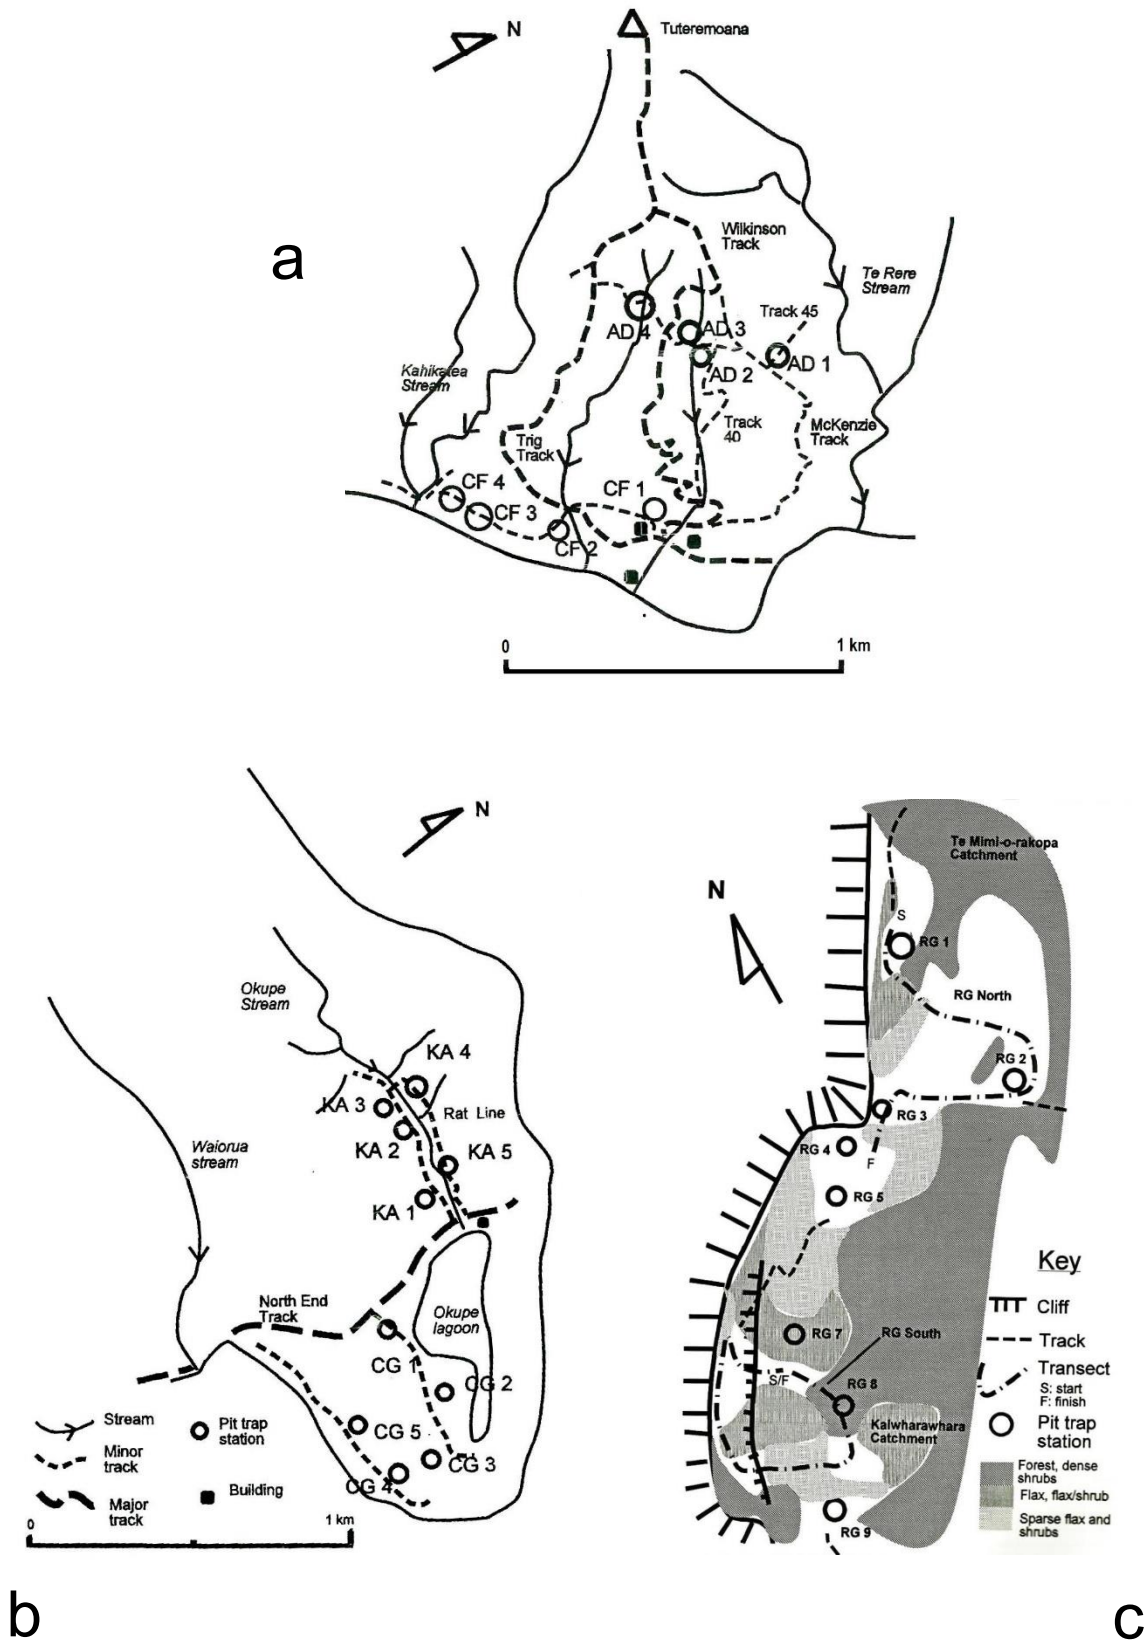 N
Tuteremoana
a
Wilkinson
Track
Te Rere
Stream
Track 45
AD 4
AD 3
AD 2
AD 1
Kahikatea
Stream
Track
40
McKenzie
Track
Trig
Track
CF 4
CF 3
CF 1
CF 2
0
1 km
N
Okupe
Stream
KA 4
KA 3
Rat Line
KA 2
KA 5
Waiorua
stream
KA 1
North End
Track
Okupe
lagoon
CG 1
CG 2
CG 5
CG 3
CG 4
Stream
Pit trap
station
Minor
track
Building
Major
track
0
1 km
b
Te Mimi-o-rakopa
Catchment
N
S
RG 1
RG North
RG 2
RG 3
RG 4
F
RG 5
RG 7
RG South
S/F
RG 8
Kaiwharawhara
Catchment
RG 9
Key
Cliff
Track
Transect
S: start
F: finish
Pit trap
station
Forest, dense
shrubs
Flax, flax/shrub
Sparse flax and
shrubs
c